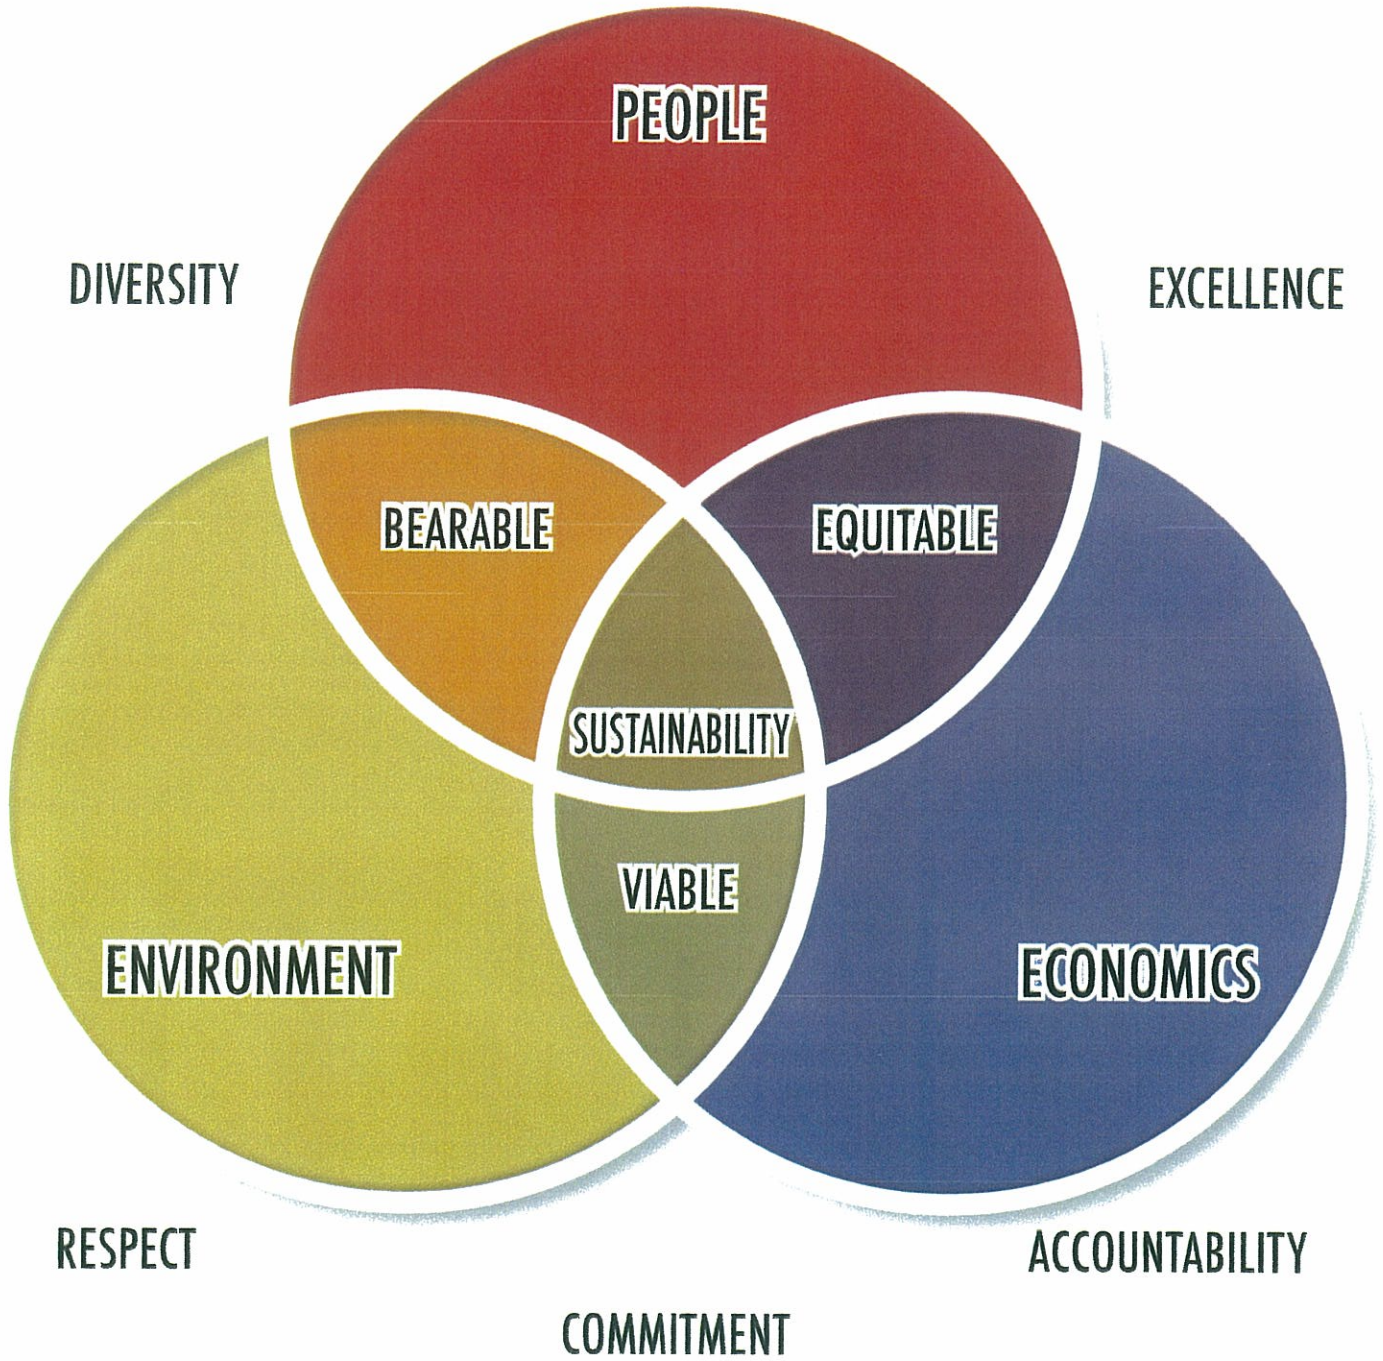 PEOPLE
DIVERSITY
EXCELLENCE
BEARABLE
EQUITABLE
SUSTAINABILITY
VIABLE
ENVIRONMENT
ECONOMICS
RESPECT
ACCOUNTABILITY
COMMITMENT